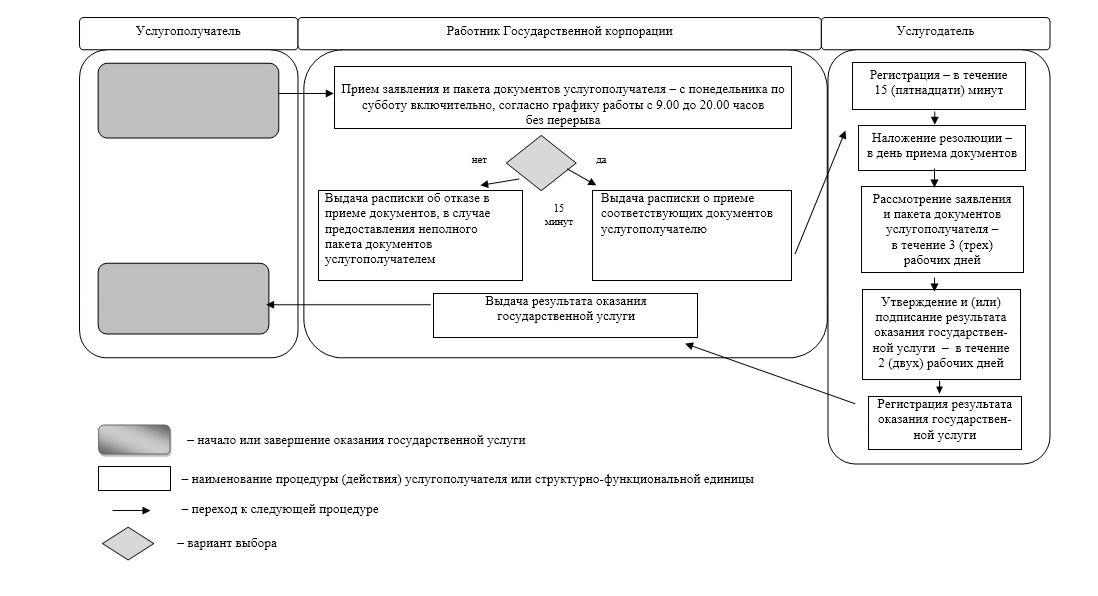 Услугополучатель
Работник Государственной корпорации
Услугодатель
Прием заявления и пакета документов услугополучателя – с понедельника по
субботу включительно, согласно графику работы с 9.00 до 20.00 часов
без перерыва
нет
да
15
минут
Выдача расписки об отказе в
приеме документов, в случае
предоставления неполного
пакета документов
услугополучателем
Выдача расписки о приеме
соответствующих документов
услугополучателю
Выдача результата оказания
государственной услуги
Регистрация – в течение
15 (пятнадцати) минут
Наложение резолюции –
в день приема документов
Рассмотрение заявления
и пакета документов
услугополучателя –
в течение 3 (трех)
рабочих дней
Утверждение и (или)
подписание результата
оказания государствен-
ной услуги – в течение
2 (двух) рабочих дней
Регистрация результата
оказания государствен-
ной услуги
– начало или завершение оказания государственной услуги
– наименование процедуры (действия) услугополучателя или структурно-функциональной единицы
– переход к следующей процедуре
– вариант выбора